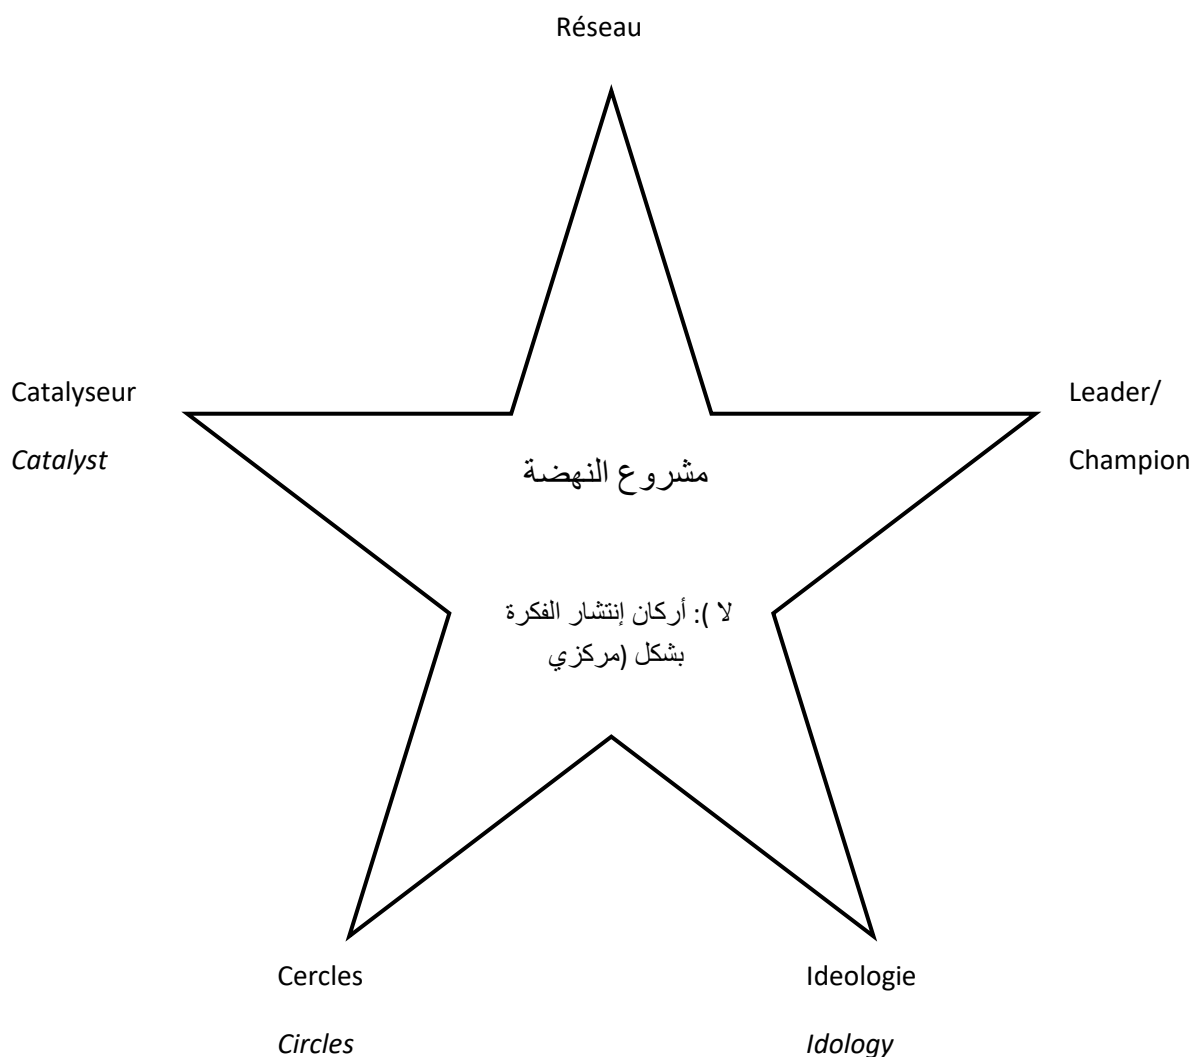 Réseau
Catalyseur
Leader/
Catalyst
Champion
مشروع النهضة
لا ): أركان إنتشار الفكرة
بشكل (مركزي
Cercles
Ideologie
Circles
Idology